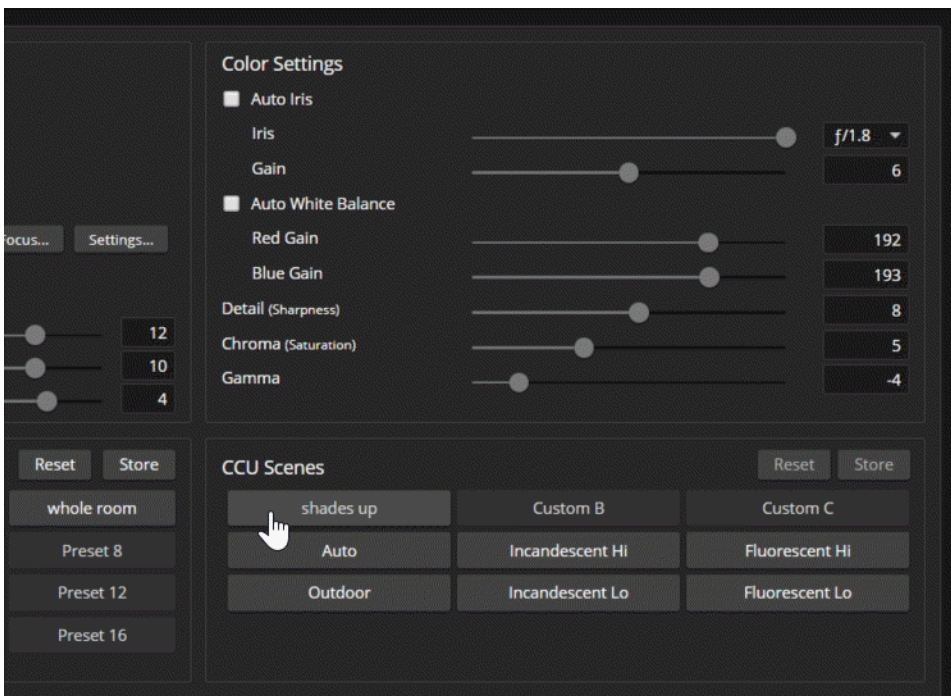 Color Settings
Auto Iris
Iris ƒ/1.8
Gain 6
Auto White Balance
Red Gain 192
Blue Gain 193
Detail (Sharpness) 8
Chroma (Saturation) 5
Gamma -4
Settings...
12
10
4
Reset Store
whole room
Preset 8
Preset 12
Preset 16
CCU Scenes Reset Store
shades up Custom B Custom C
Auto Incandescent Hi Fluorescent Hi
Outdoor Incandescent Lo Fluorescent Lo